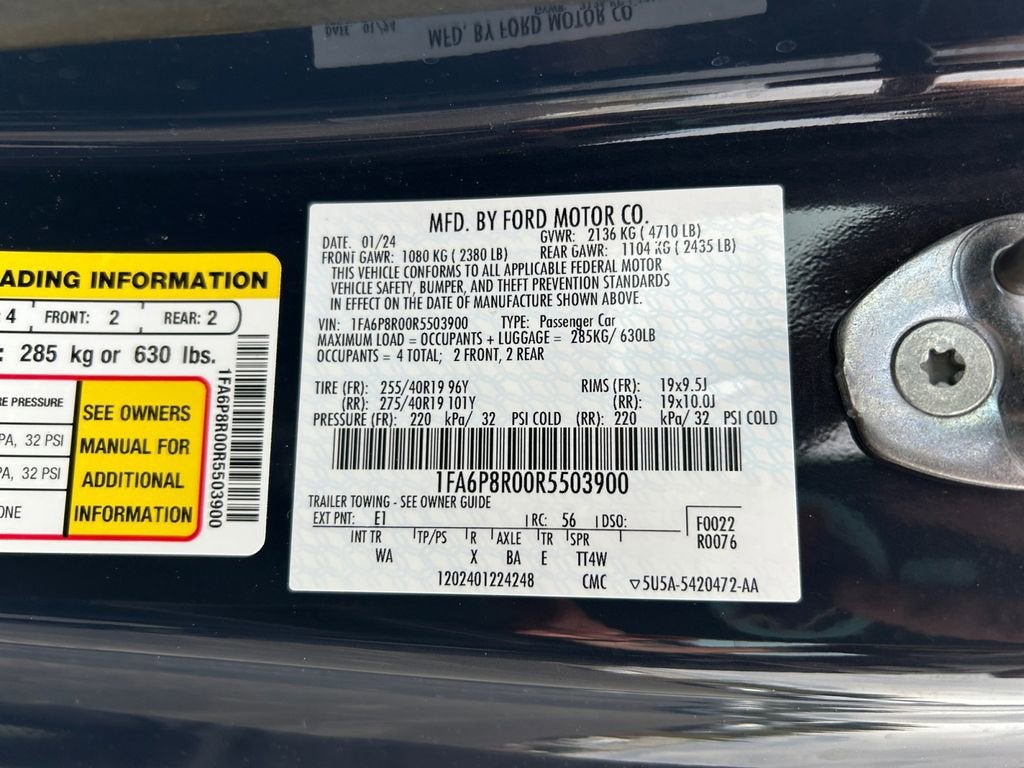 MFD. BY FORD MOTOR CO.
DATE: 01/24
MFD. BY FORD MOTOR CO.
DATE. 01/24 GVWR: 2136 KG ( 4710 LB)
FRONT GAWR: 1080 KG ( 2380 LB) REAR GAWR: 1104 KG ( 2435 LB)
THIS VEHICLE CONFORMS TO ALL APPLICABLE FEDERAL MOTOR
VEHICLE SAFETY, BUMPER, AND THEFT PREVENTION STANDARDS
IN EFFECT ON THE DATE OF MANUFACTURE SHOWN ABOVE.
VIN: 1FA6P8R00R5503900 TYPE: Passenger Car
MAXIMUM LOAD = OCCUPANTS + LUGGAGE = 285KG/ 630LB
OCCUPANTS = 4 TOTAL; 2 FRONT, 2 REAR
TIRE (FR): 255/40R19 96Y RIMS (FR): 19x9.5J
(RR): 275/40R19 101Y (RR): 19x10.0J
PRESSURE (FR): 220 kPa/ 32 PSI COLD (RR): 220 kPa/ 32 PSI COLD
1FA6P8R00R5503900
TRAILER TOWING - SEE OWNER GUIDE
EXT PNT: E1 RC: 56 DSO: F0022
R0076
INT TR TP/PS R AXLE TR SPR
WA X BA E TT4W
1202401224248 CMC ▽5U5A-5420472-AA
ADING INFORMATION
4 FRONT: 2 REAR: 2
: 285 kg or 630 lbs.
RE PRESSURE
PA, 32 PSI
PA, 32 PSI
ONE
SEE OWNERS
MANUAL FOR
ADDITIONAL
INFORMATION
1FA6P8R00R5503900